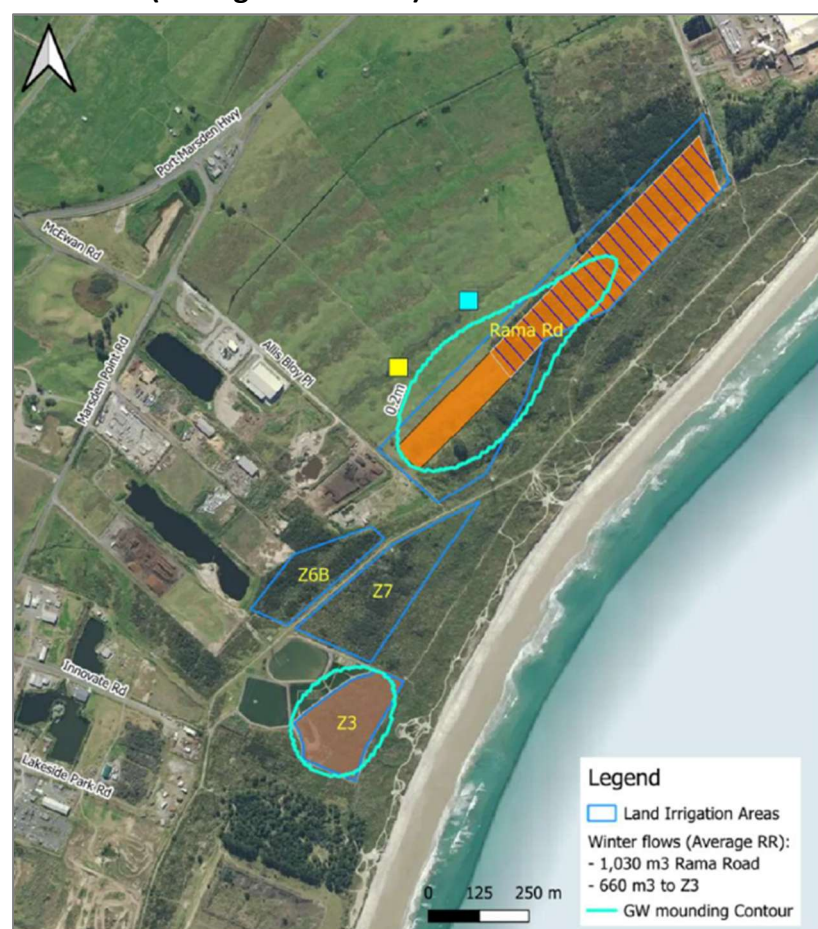 Port Marsden Hwy
McEwan Rd
Marsden Point Rd
Allis Bloy Pl
Rama Rd
0.2m
Z6B
Z7
Innovate Rd
Z3
Lakeside Park Rd
Legend
Land Irrigation Areas
Winter flows (Average RR):
- 1,030 m3 Rama Road
- 660 m3 to Z3
GW mounding Contour
0 125 250 m